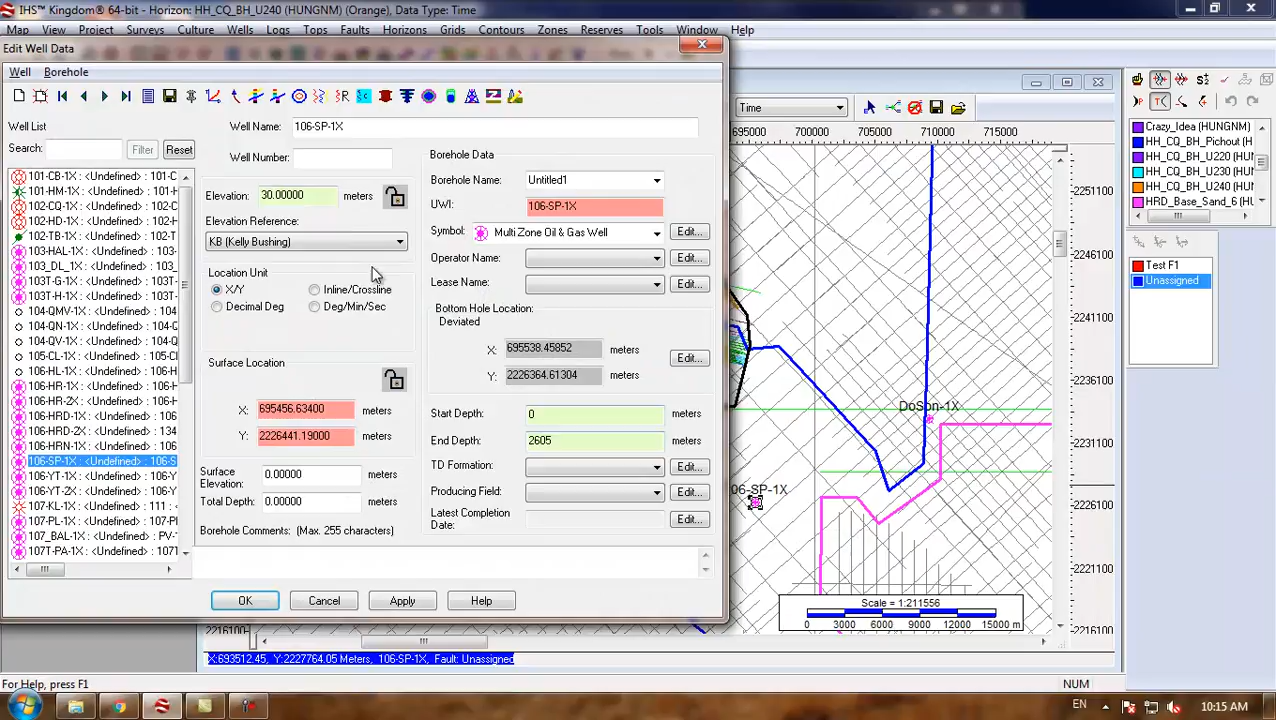 IHS™ Kingdom® 64-bit - Horizon: HH_CQ_BH_U240 (HUNGNM) (Orange), Data Type: Time
Map View Project Surveys Culture Wells Logs Tops Faults Horizons Grids Contours Zones Reserves Tools Window Help
Edit Well Data
Well Borehole
Well List
Search:
Filter
Reset
101-CB-1X : <Undefined> : 101-C
101-HM-1X : <Undefined> : 101-
102-CQ-1X : <Undefined> : 102-
102-HD-1X : <Undefined> : 102-
102-TB-1X : <Undefined> : 102-
103-HAL-1X : <Undefined> : 103
103_DL_1X : <Undefined> : 103-
103T-G-1X : <Undefined> : 103-
103T-H-1X : <Undefined> : 103-
104-QMV-1X : <Undefined> : 10
104-QN-1X : <Undefined> : 104-
104-QV-1X : <Undefined> : 104-
105-CL-1X : <Undefined> : 105-
106-HL-1X : <Undefined> : 106-
106-HR-2X : <Undefined> : 106-
106-HRD-1X : <Undefined> : 106
106-HRD-2X : <Undefined> : 134
106-HRN-1X : <Undefined> : 106
106-SP-1X : <Undefined> : 106-S
106-YT-1X : <Undefined> : 106-Y
106-YT-2X : <Undefined> : 106-Y
107-KL-1X : <Undefined> : 111 :
107-PL-1X : <Undefined> : 107-
107_BAL-1X : <Undefined> : PV-
107T-PA-1X : <Undefined> : 107T
Well Name: 106-SP-1X
Well Number:
Elevation: 30.00000 meters
Elevation Reference:
KB (Kelly Bushing)
Location Unit
X/Y Inline/Crossline
Decimal Deg Deg/Min/Sec
Surface Location
X: 695456.63400 meters
Y: 2226441.19000 meters
Surface Elevation: 0.00000 meters
Total Depth: 0.00000 meters
Borehole Comments: (Max. 255 characters)
Borehole Data
Borehole Name: Untitled1
UWI: 106-SP-1X
Symbol: Multi Zone Oil & Gas Well Edit...
Operator Name: Edit...
Lease Name: Edit...
Bottom Hole Location:
Deviated
X: 695538.45852 meters
Edit...
Y: 2226364.61304 meters
Start Depth: 0 meters
End Depth: 2605 meters
TD Formation: Edit...
Producing Field: Edit...
Latest Completion Date: Edit...
OK Cancel Apply Help
Time
695000 700000 705000 710000 715000
2251100
2246100
2241100
2236100
2231100
2226100
2221100
2216100
DoSon-1X
06-SP-1X
Scale = 1:211556
0 3000 6000 9000 12000 15000 m
2216100
Crazy_Idea (HUNGNM)
HH_CQ_BH_Pichout (H
HH_CQ_BH_U220 (HU
HH_CQ_BH_U230 (HU
HH_CQ_BH_U240 (HU
HRD_Base_Sand_6 (H
Test F1
Unassigned
X:693512.45, Y:2227764.05 Meters, 106-SP-1X, Fault: Unassigned
For Help, press F1
NUM
EN
10:15 AM